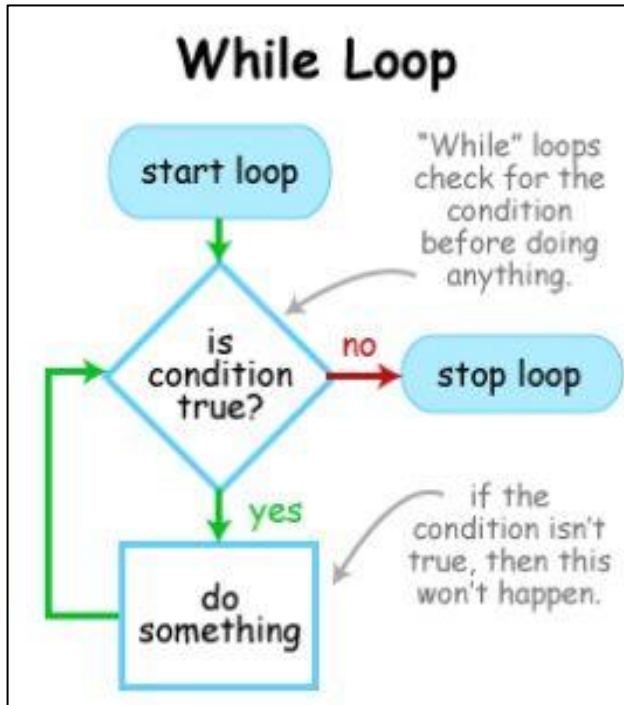 While Loop
start loop
"While" loops
check for the
condition
before doing
anything.
is
condition
true?
no
stop loop
yes
if the
condition isn't
true, then this
won't happen.
do
something